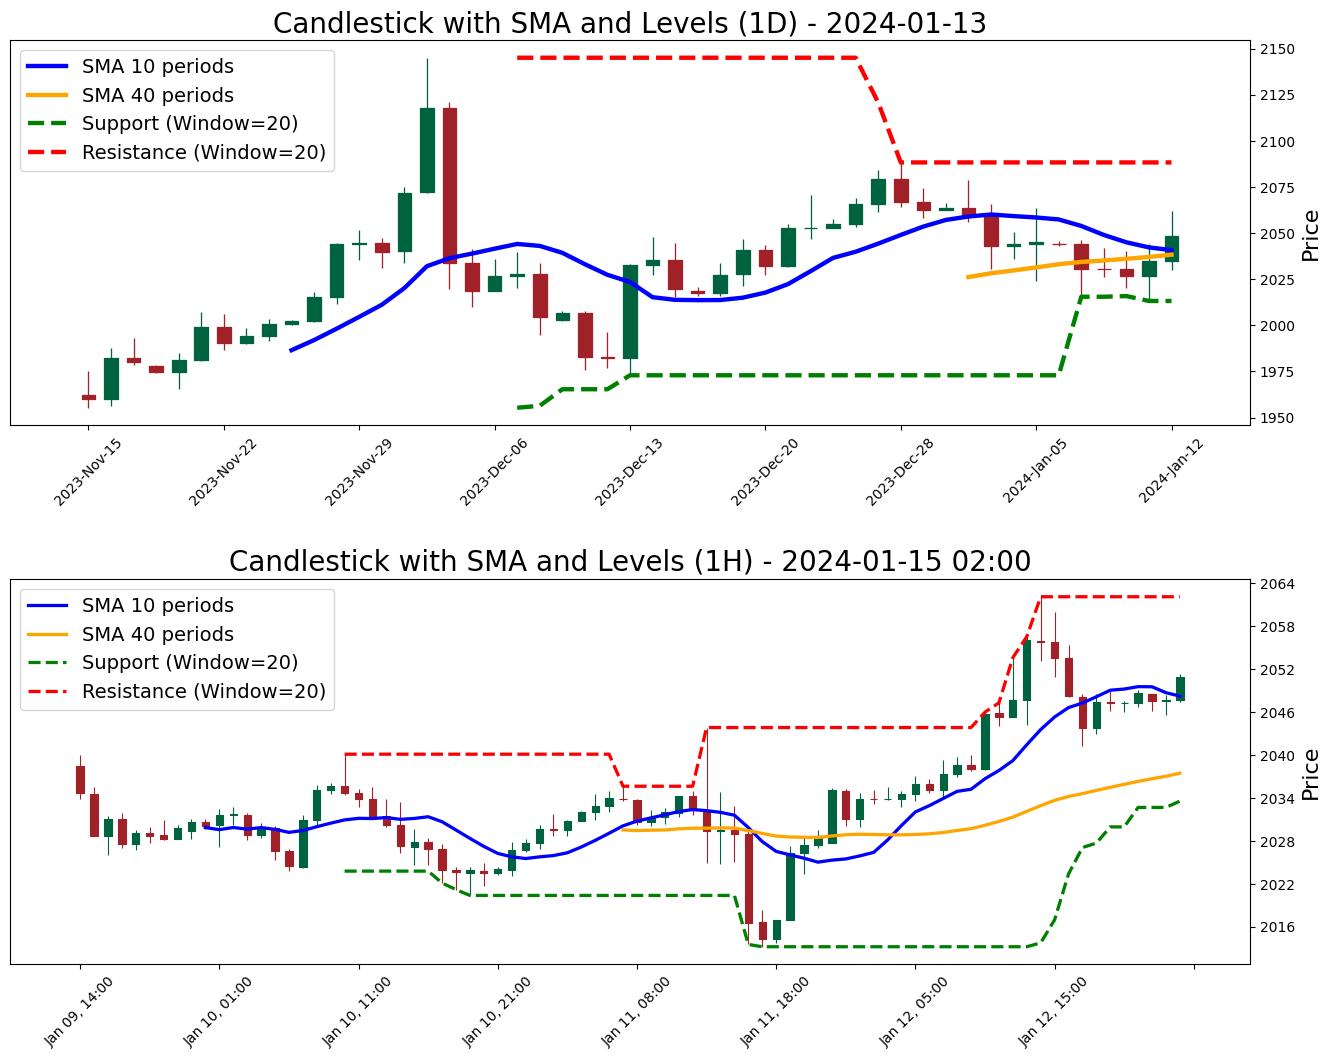 Candlestick with SMA and Levels (1D) - 2024-01-13
SMA 10 periods
SMA 40 periods
Support (Window=20)
Resistance (Window=20)
2150
2125
2100
2075
2050
2025
2000
1975
1950
Price
2023-Nov-15
2023-Nov-22
2023-Nov-29
2023-Dec-06
2023-Dec-13
2023-Dec-20
2023-Dec-28
2024-Jan-05
2024-Jan-12
Candlestick with SMA and Levels (1H) - 2024-01-15 02:00
SMA 10 periods
SMA 40 periods
Support (Window=20)
Resistance (Window=20)
2064
2058
2052
2046
2040
2034
2028
2022
2016
Price
Jan 09, 14:00
Jan 10, 01:00
Jan 10, 11:00
Jan 10, 21:00
Jan 11, 08:00
Jan 11, 18:00
Jan 12, 05:00
Jan 12, 15:00